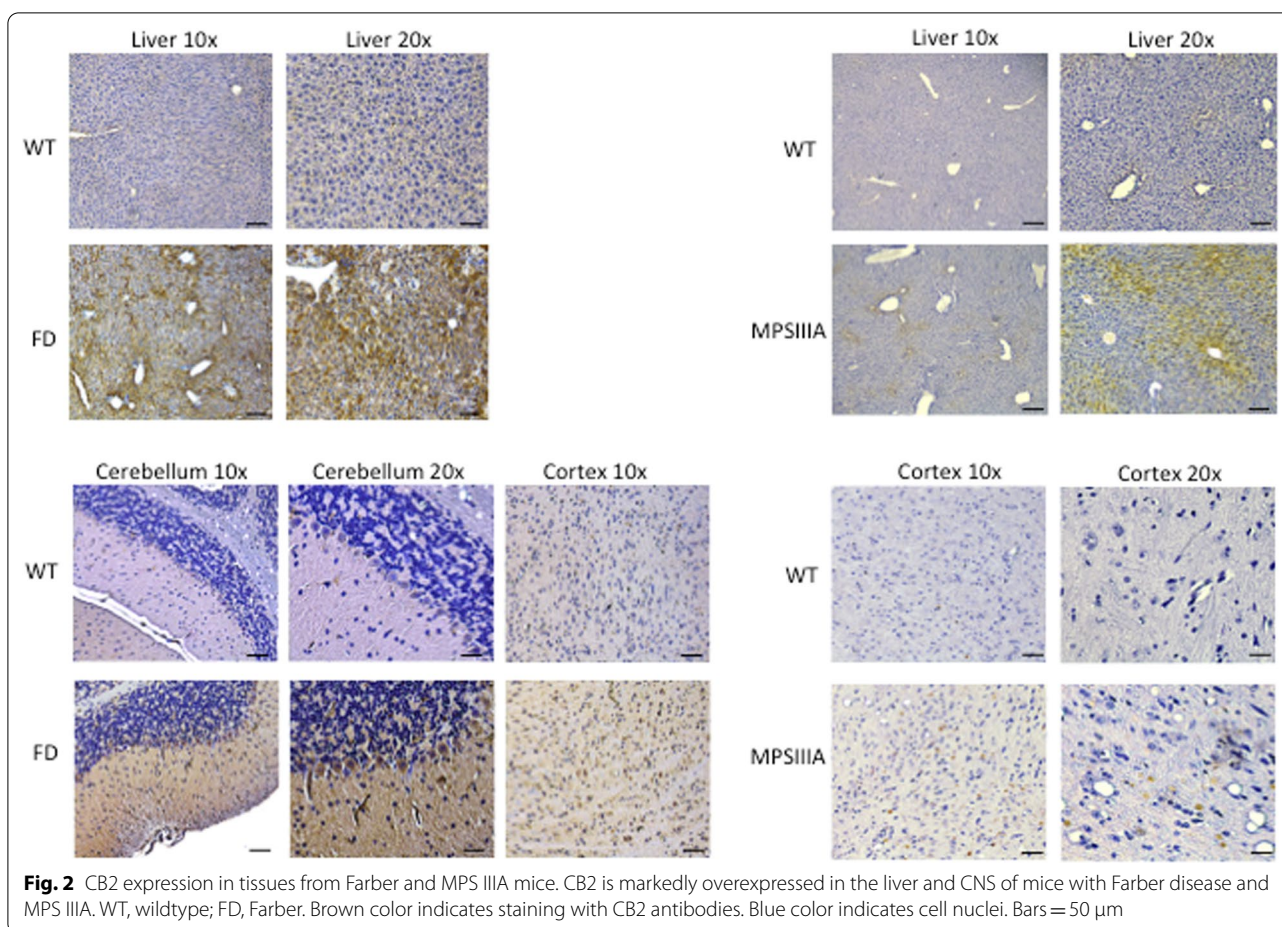 Liver 10x Liver 20x
WT
FD
Liver 10x Liver 20x
WT
MPSIIIA
Cerebellum 10x Cerebellum 20x Cortex 10x
WT
FD
Cortex 10x Cortex 20x
WT
MPSIIIA
Fig. 2 CB2 expression in tissues from Farber and MPS IIIA mice. CB2 is markedly overexpressed in the liver and CNS of mice with Farber disease and
MPS IIIA. WT, wildtype; FD, Farber. Brown color indicates staining with CB2 antibodies. Blue color indicates cell nuclei. Bars = 50 μm